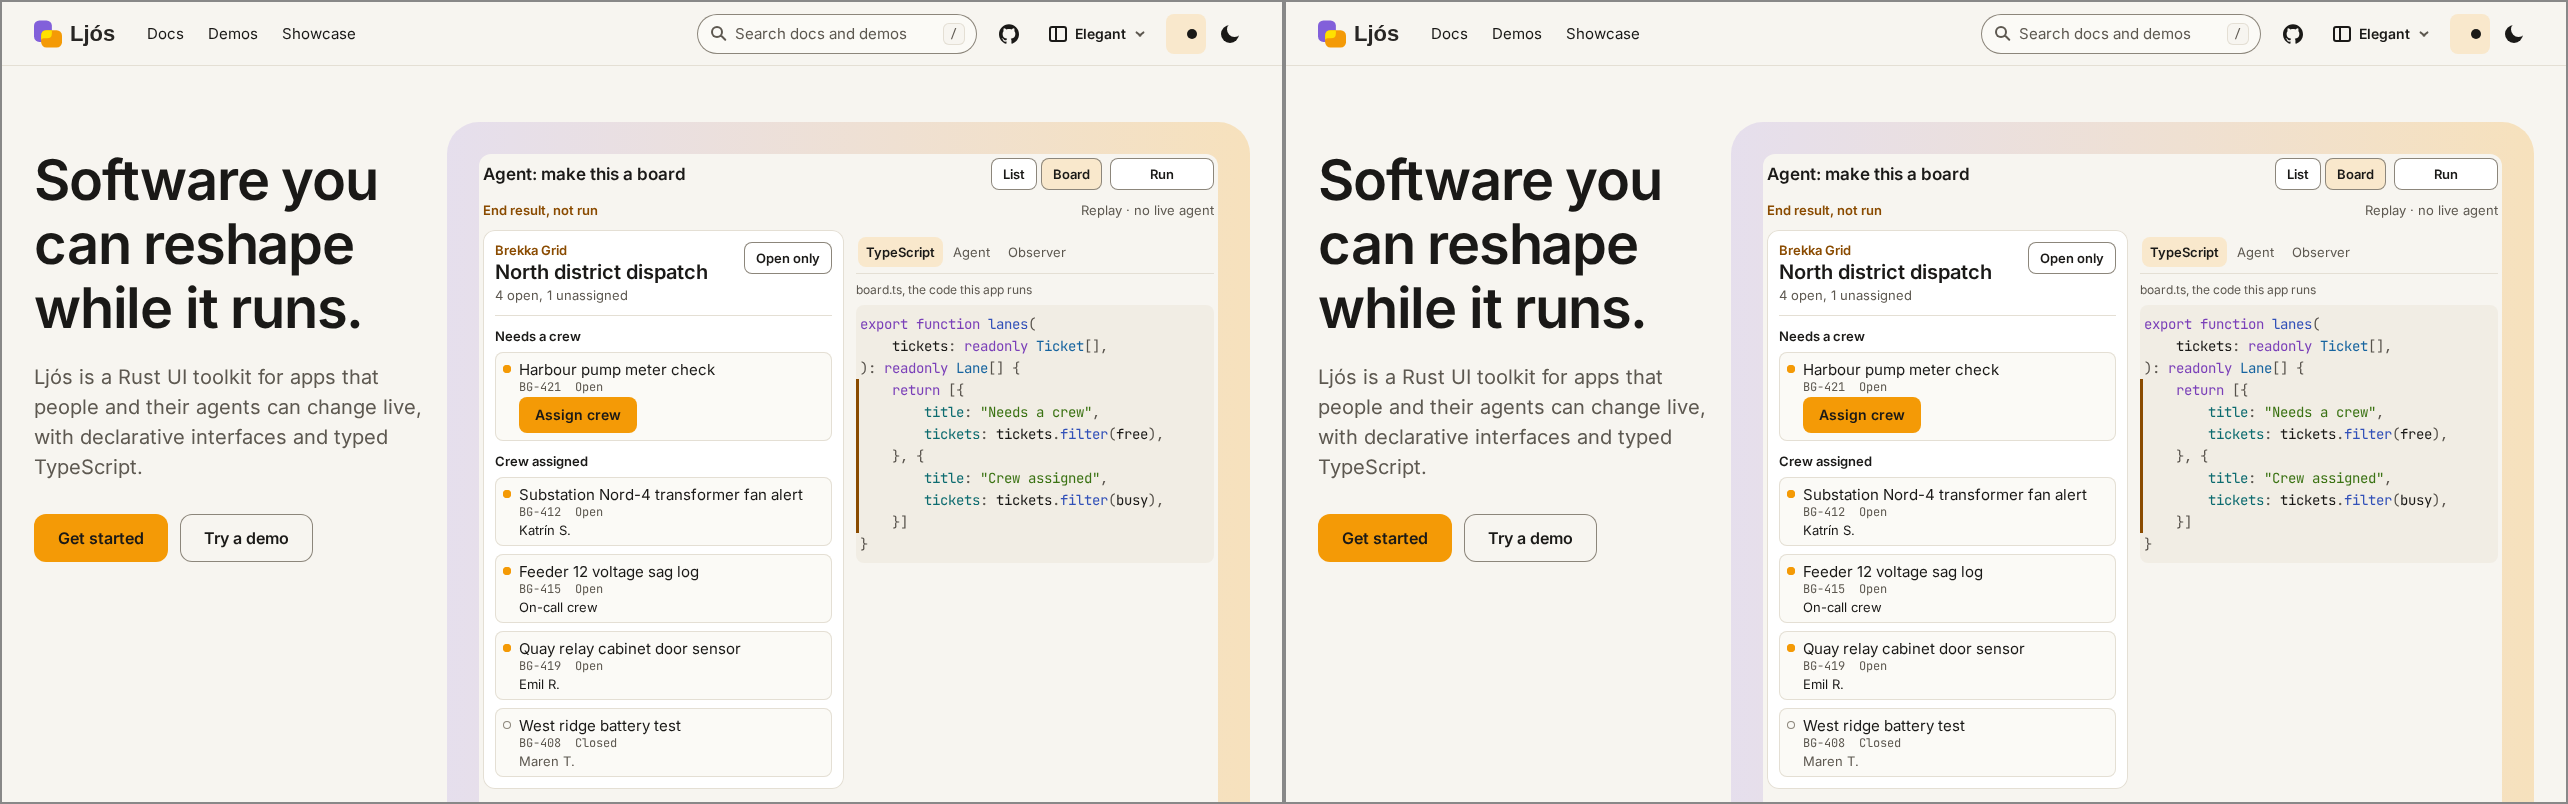 Ljós Docs Demos Showcase Search docs and demos / Elegant
Software you
can reshape
while it runs.
Ljós is a Rust UI toolkit for apps that
people and their agents can change live,
with declarative interfaces and typed
TypeScript.
Get started Try a demo
Agent: make this a board List Board Run
End result, not run Replay · no live agent
Brekka Grid
North district dispatch Open only
4 open, 1 unassigned
Needs a crew
Harbour pump meter check
BG-421 Open
Assign crew
Crew assigned
Substation Nord-4 transformer fan alert
BG-412 Open
Katrín S.
Feeder 12 voltage sag log
BG-415 Open
On-call crew
Quay relay cabinet door sensor
BG-419 Open
Emil R.
West ridge battery test
BG-408 Closed
Maren T.
TypeScript Agent Observer
board.ts, the code this app runs
export function lanes(
tickets: readonly Ticket[],
): readonly Lane[] {
return [{
title: "Needs a crew",
tickets: tickets.filter(free),
}, {
title: "Crew assigned",
tickets: tickets.filter(busy),
}]
}
Ljós Docs Demos Showcase Search docs and demos / Elegant
Software you
can reshape
while it runs.
Ljós is a Rust UI toolkit for apps that
people and their agents can change live,
with declarative interfaces and typed
TypeScript.
Get started Try a demo
Agent: make this a board List Board Run
End result, not run Replay · no live agent
Brekka Grid
North district dispatch Open only
4 open, 1 unassigned
Needs a crew
Harbour pump meter check
BG-421 Open
Assign crew
Crew assigned
Substation Nord-4 transformer fan alert
BG-412 Open
Katrín S.
Feeder 12 voltage sag log
BG-415 Open
On-call crew
Quay relay cabinet door sensor
BG-419 Open
Emil R.
West ridge battery test
BG-408 Closed
Maren T.
TypeScript Agent Observer
board.ts, the code this app runs
export function lanes(
tickets: readonly Ticket[],
): readonly Lane[] {
return [{
title: "Needs a crew",
tickets: tickets.filter(free),
}, {
title: "Crew assigned",
tickets: tickets.filter(busy),
}]
}